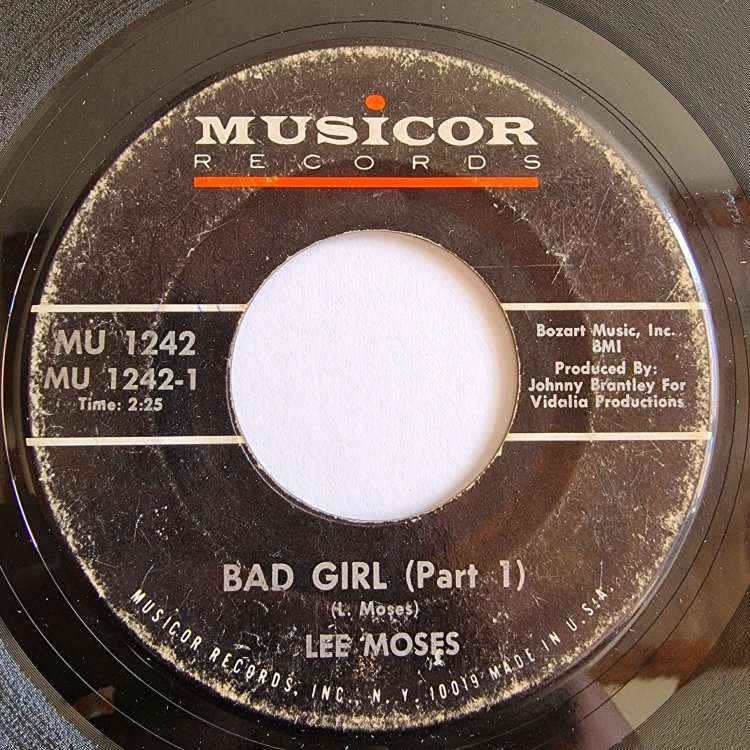 MUSICOR
RECORDS
MU 1242
MU 1242-1
Time: 2:25
Bozart Music, Inc.
BMI
Produced By:
Johnny Brantley For
Vidalia Productions
BAD GIRL (Part 1)
(L. Moses)
LEE MOSES
MUSICOR RECORDS, INC., N. Y. 10019 MADE IN U.S.A.